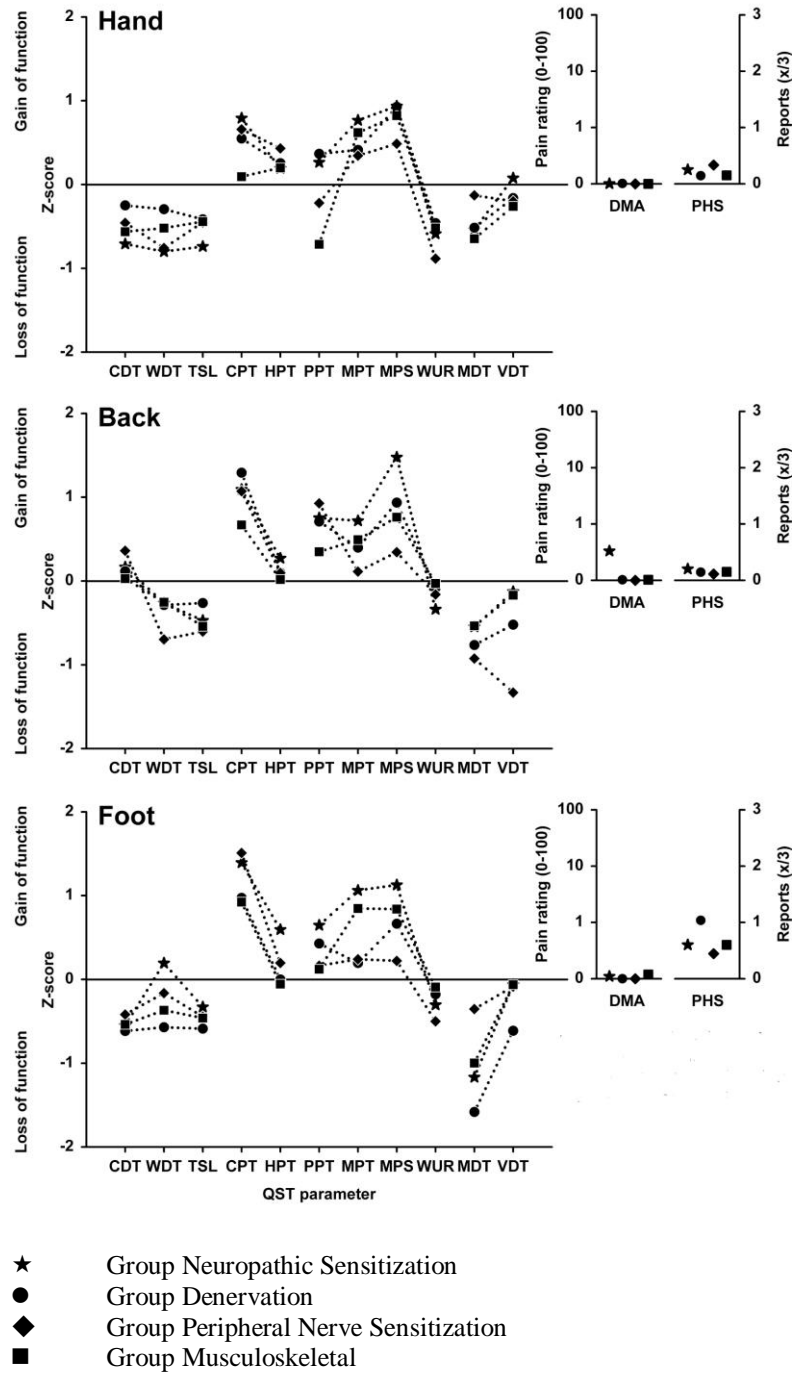 Hand
Gain of function
Z-score
Loss of function
2
1
0
-1
-2
CDT WDT TSL CPT HPT PPT MPT MPS WUR MDT VDT
Pain rating (0-100)
100
10
1
0
DMA PHS
3
2
1
0
Reports (x/3)
Back
Gain of function
Z-score
Loss of function
2
1
0
-1
-2
CDT WDT TSL CPT HPT PPT MPT MPS WUR MDT VDT
Pain rating (0-100)
100
10
1
0
DMA PHS
3
2
1
0
Reports (x/3)
Foot
Gain of function
Z-score
Loss of function
2
1
0
-1
-2
CDT WDT TSL CPT HPT PPT MPT MPS WUR MDT VDT
QST parameter
Pain rating (0-100)
100
10
1
0
DMA PHS
3
2
1
0
Reports (x/3)
Group Neuropathic Sensitization
Group Denervation
Group Peripheral Nerve Sensitization
Group Musculoskeletal